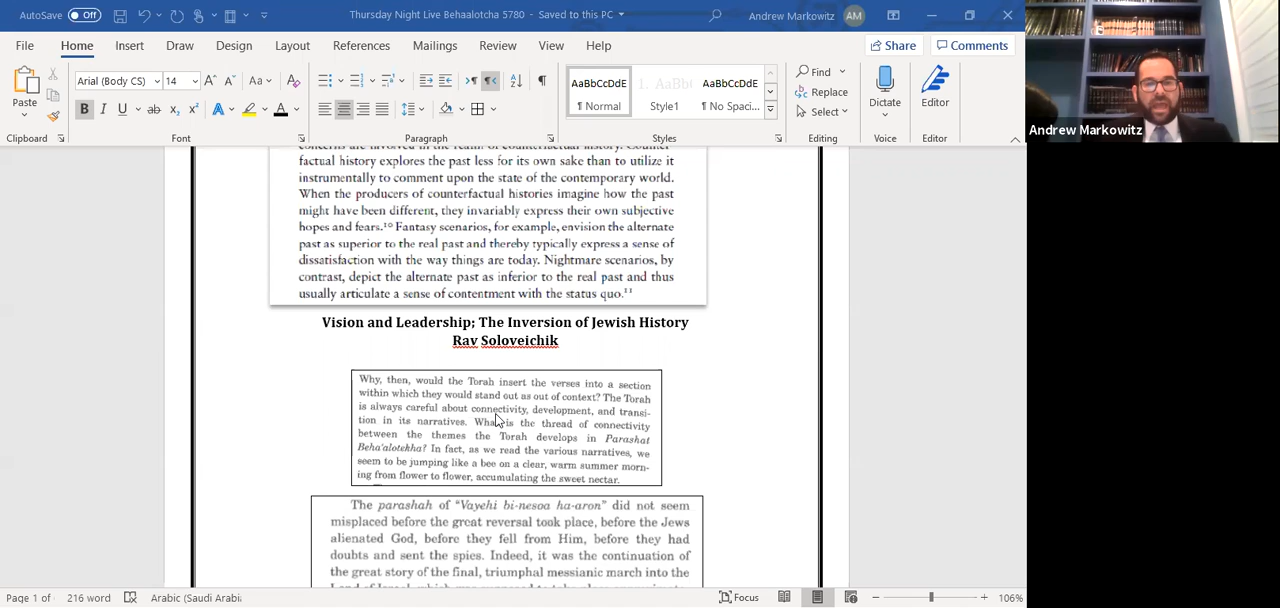 AutoSave Off
Thursday Night Live Behaalotcha 5780 - Saved to this PC
Andrew Markowitz AM
File Home Insert Draw Design Layout References Mailings Review View Help
Share Comments
Paste
Arial (Body CS) 14
AaBbCcDdE
¶ Normal
1. AaBb
Style1
AaBbCcDdE
¶ No Spaci...
Find
Replace
Select
Dictate
Editor
Clipboard Font Paragraph Styles Editing Voice Editor
Andrew Markowitz
concerns are involved in the realm of counterfactual history. Counter-
factual history explores the past less for its own sake than to utilize it
instrumentally to comment upon the state of the contemporary world.
When the producers of counterfactual histories imagine how the past
might have been different, they invariably express their own subjective
hopes and fears.¹⁰ Fantasy scenarios, for example, envision the alternate
past as superior to the real past and thereby typically express a sense of
dissatisfaction with the way things are today. Nightmare scenarios, by
contrast, depict the alternate past as inferior to the real past and thus
usually articulate a sense of contentment with the status quo.¹¹
Vision and Leadership; The Inversion of Jewish History
Rav Soloveichik
Why, then, would the Torah insert the verses into a section
within which they would stand out as out of context? The Torah
is always careful about connectivity, development, and transi-
tion in its narratives. What is the thread of connectivity
between the themes the Torah develops in Parashat
Beha'alotekha? In fact, as we read the various narratives, we
seem to be jumping like a bee on a clear, warm summer morn-
ing from flower to flower, accumulating the sweet nectar.
The parashah of "Vayehi bi-nesoa ha-aron" did not seem
misplaced before the great reversal took place, before the Jews
alienated God, before they fell from Him, before they had
doubts and sent the spies. Indeed, it was the continuation of
the great story of the final, triumphal messianic march into the
Page 1 of 216 word Arabic (Saudi Arabi
Focus 106%